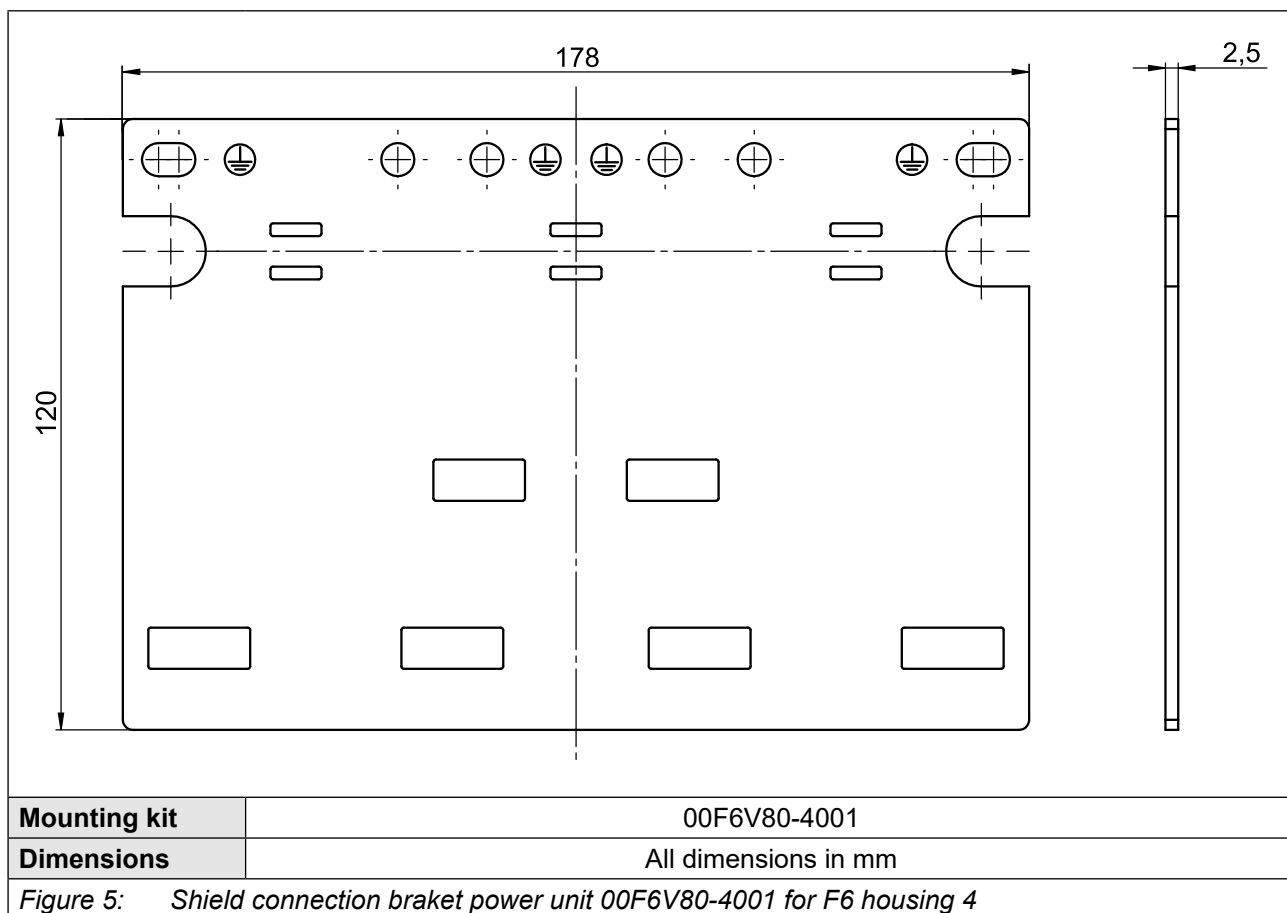 178
2,5
120
Mounting kit 00F6V80-4001
Dimensions All dimensions in mm
Figure 5: Shield connection braket power unit 00F6V80-4001 for F6 housing 4